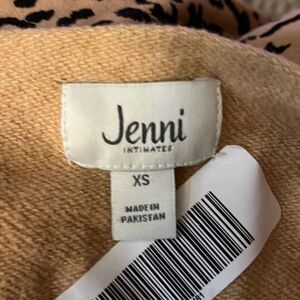 Jenni
INTIMATES
XS
MADE IN
PAKISTAN